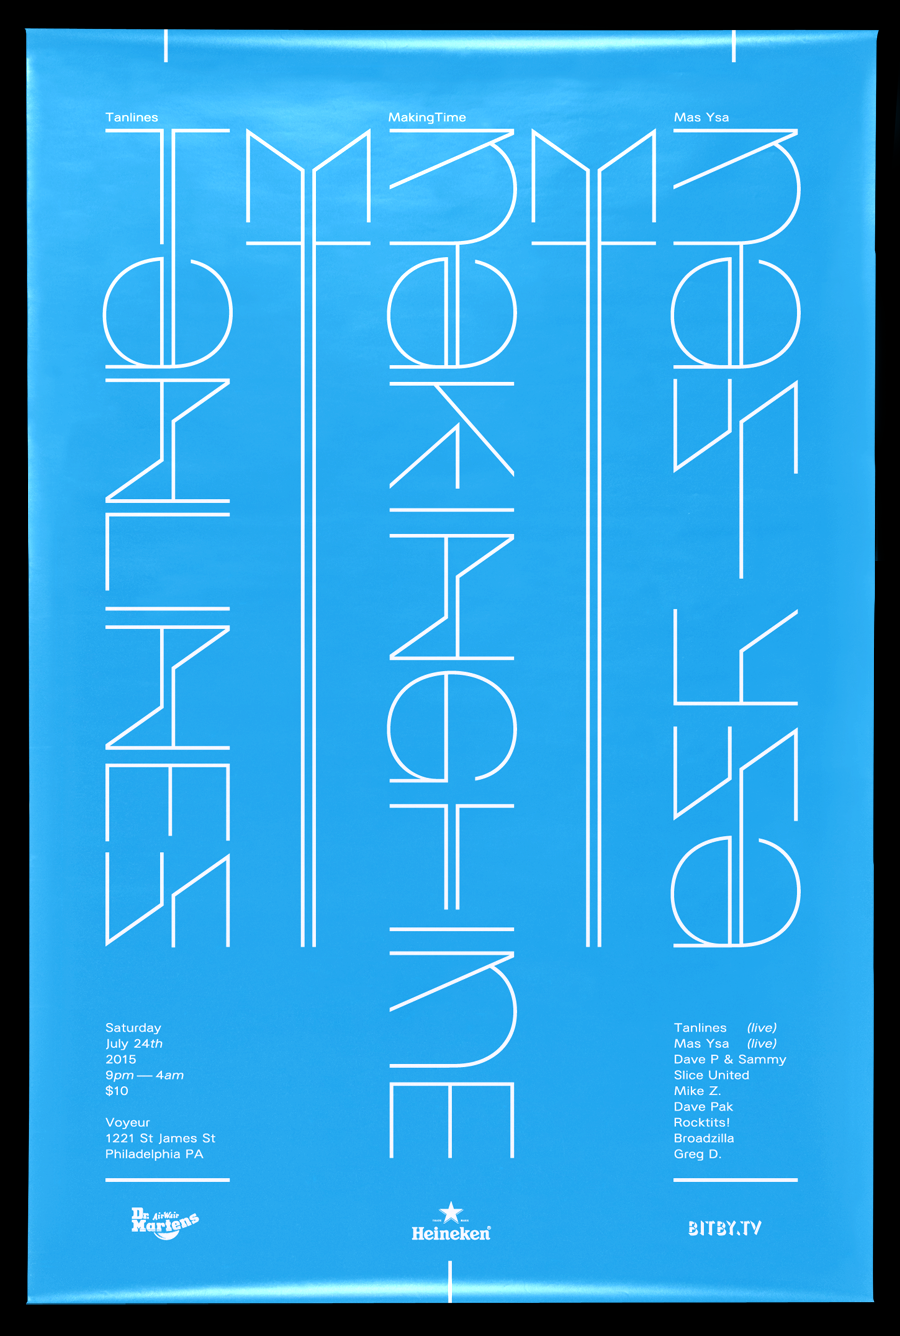 Tanlines
MakingTime
Mas Ysa
TANLINES
MAKINGTIME
MAS YSA
Saturday
July 24th
2015
9pm — 4am
$10
Voyeur
1221 St James St
Philadelphia PA
Tanlines (live)
Mas Ysa (live)
Dave P & Sammy
Slice United
Mike Z.
Dave Pak
Rocktits!
Broadzilla
Greg D.
Dr. AirWair
Martens
Heineken®
BITBY.TV